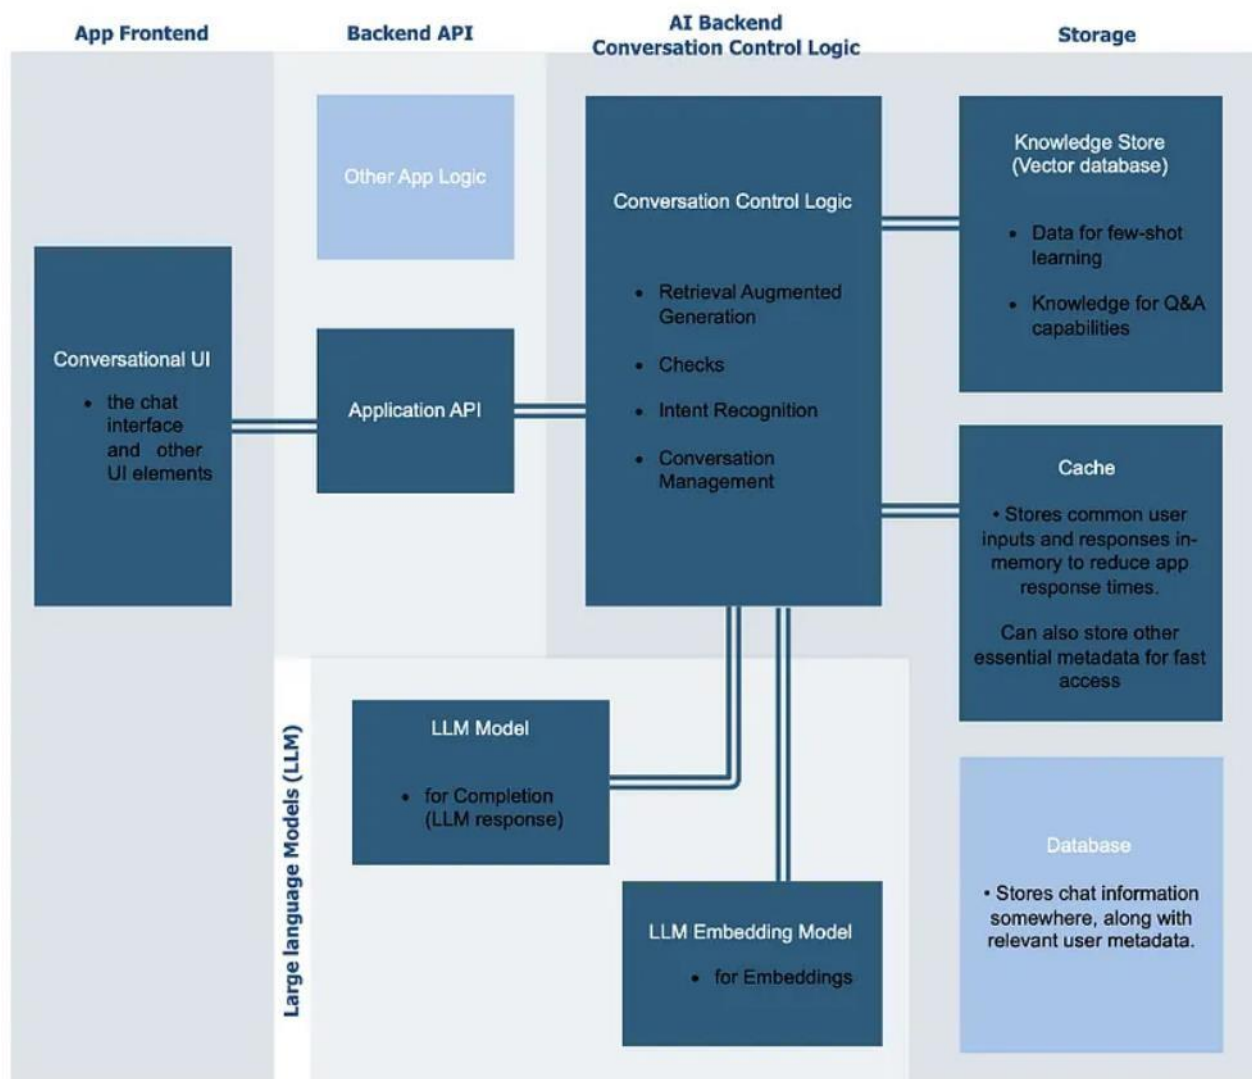 App Frontend
Backend API
AI Backend
Conversation Control Logic
Storage
Other App Logic
Conversational UI
• the chat
interface
and other
UI elements
Application API
Conversation Control Logic
• Retrieval Augmented
Generation
• Checks
• Intent Recognition
• Conversation
Management
Knowledge Store
(Vector database)
• Data for few-shot
learning
• Knowledge for Q&A
capabilities
Cache
• Stores common user
inputs and responses in-
memory to reduce app
response times.
Can also store other
essential metadata for fast
access
Database
• Stores chat information
somewhere, along with
relevant user metadata.
Large language Models (LLM)
LLM Model
• for Completion
(LLM response)
LLM Embedding Model
• for Embeddings